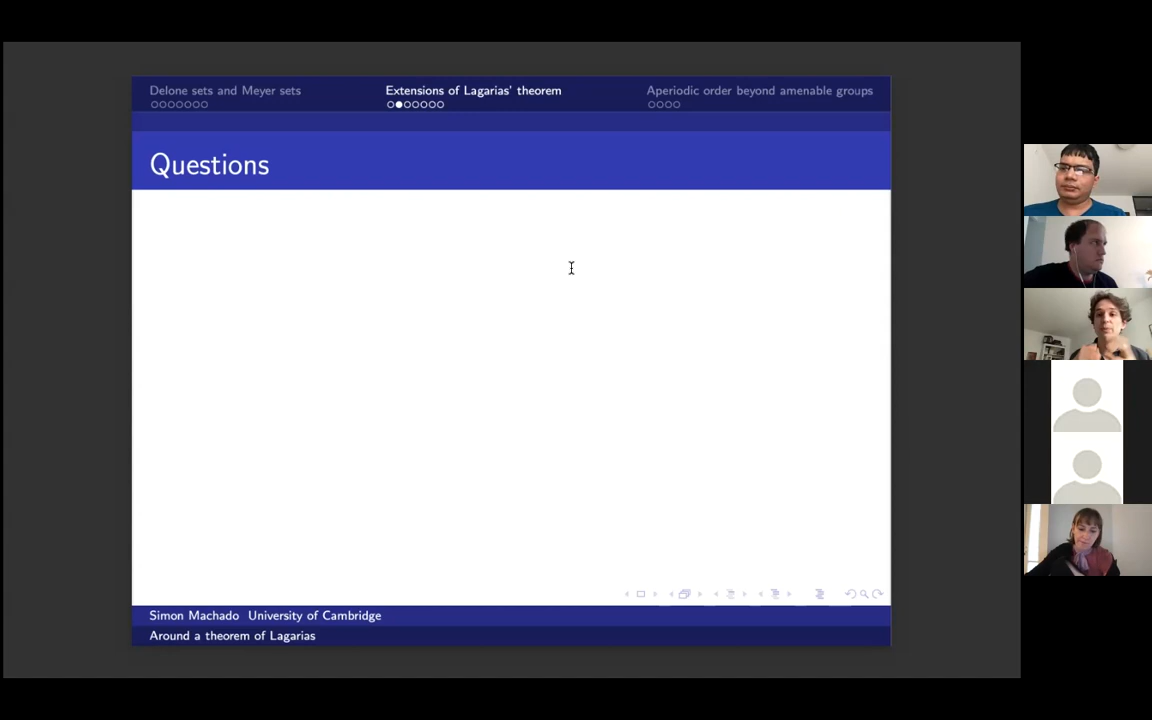 Delone sets and Meyer sets
Extensions of Lagarias' theorem
Aperiodic order beyond amenable groups
Questions
Simon Machado University of Cambridge
Around a theorem of Lagarias